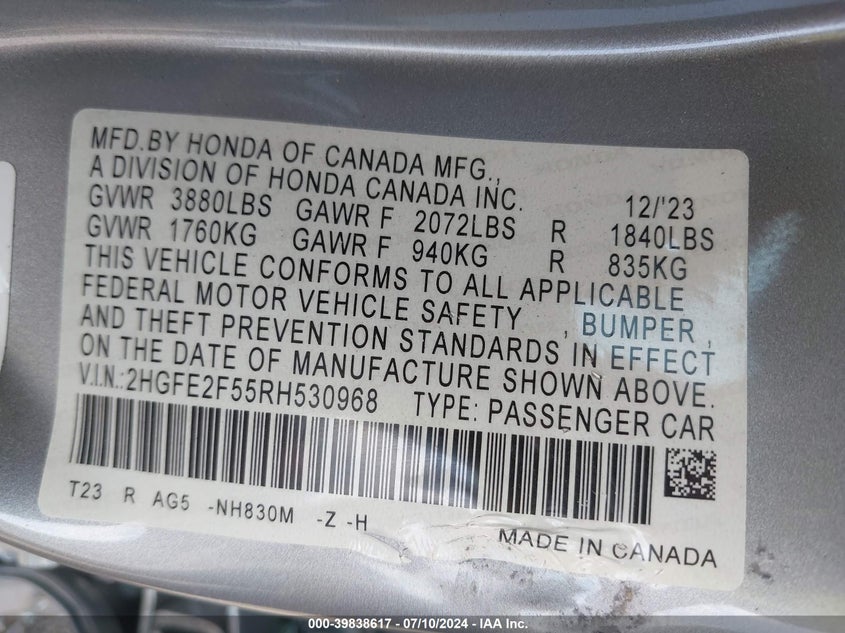 MFD.BY HONDA OF CANADA MFG.,
A DIVISION OF HONDA CANADA INC. 12/'23
GVWR 3880LBS GAWR F 2072LBS R 1840LBS
GVWR 1760KG GAWR F 940KG R 835KG
THIS VEHICLE CONFORMS TO ALL APPLICABLE
FEDERAL MOTOR VEHICLE SAFETY , BUMPER ,
AND THEFT PREVENTION STANDARDS IN EFFECT
ON THE DATE OF MANUFACTURE SHOWN ABOVE.
V.I.N.:2HGFE2F55RH530968 TYPE: PASSENGER CAR
T23 R AG5 -NH830M -Z -H
MADE IN CANADA
000-39838617 - 07/10/2024 - IAA Inc.